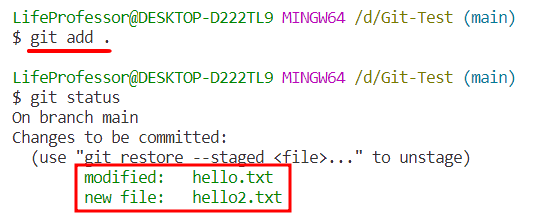 LifeProfessor@DESKTOP-D222TL9 MINGW64 /d/Git-Test (main)
$ git add .
LifeProfessor@DESKTOP-D222TL9 MINGW64 /d/Git-Test (main)
$ git status
On branch main
Changes to be committed:
  (use "git restore --staged <file>..." to unstage)
        modified:   hello.txt
        new file:   hello2.txt